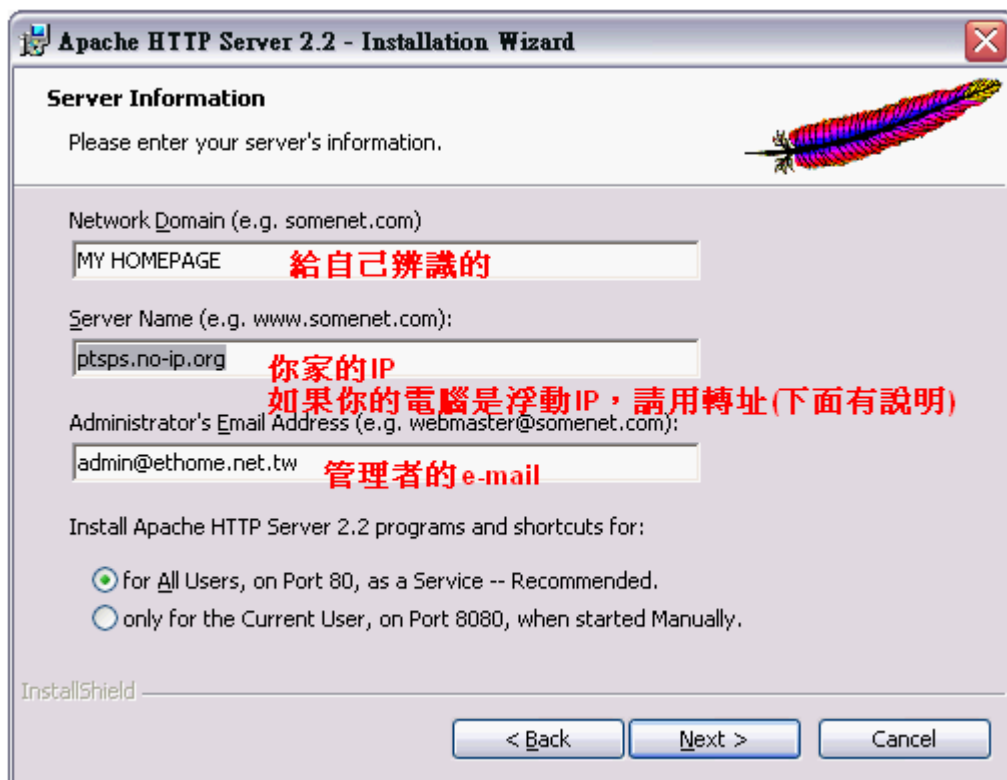 Apache HTTP Server 2.2 - Installation Wizard
Server Information
Please enter your server's information.
Network Domain (e.g. somenet.com)
MY HOMEPAGE 給自己辨識的
Server Name (e.g. www.somenet.com):
ptsps.no-ip.org 你家的IP
如果你的電腦是浮動IP，請用轉址(下面有說明)
Administrator's Email Address (e.g. webmaster@somenet.com):
admin@ethome.net.tw 管理者的e-mail
Install Apache HTTP Server 2.2 programs and shortcuts for:
for All Users, on Port 80, as a Service -- Recommended.
only for the Current User, on Port 8080, when started Manually.
InstallShield
< Back Next > Cancel